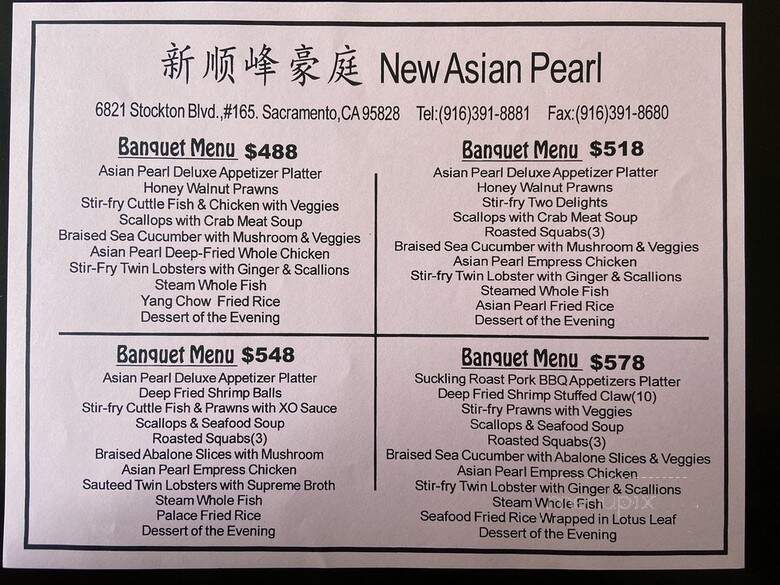 新顺峰豪庭 New Asian Pearl
6821 Stockton Blvd.,#165. Sacramento,CA 95828 Tel:(916)391-8881 Fax:(916)391-8680
Banquet Menu $488
Asian Pearl Deluxe Appetizer Platter
Honey Walnut Prawns
Stir-fry Cuttle Fish & Chicken with Veggies
Scallops with Crab Meat Soup
Braised Sea Cucumber with Mushroom & Veggies
Asian Pearl Deep-Fried Whole Chicken
Stir-Fry Twin Lobsters with Ginger & Scallions
Steam Whole Fish
Yang Chow Fried Rice
Dessert of the Evening
Banquet Menu $518
Asian Pearl Deluxe Appetizer Platter
Honey Walnut Prawns
Stir-fry Two Delights
Scallops with Crab Meat Soup
Roasted Squabs(3)
Braised Sea Cucumber with Mushroom & Veggies
Asian Pearl Empress Chicken
Stir-fry Twin Lobster with Ginger & Scallions
Steamed Whole Fish
Asian Pearl Fried Rice
Dessert of the Evening
Banquet Menu $548
Asian Pearl Deluxe Appetizer Platter
Deep Fried Shrimp Balls
Stir-fry Cuttle Fish & Prawns with XO Sauce
Scallops & Seafood Soup
Roasted Squabs(3)
Braised Abalone Slices with Mushroom
Asian Pearl Empress Chicken
Sauteed Twin Lobsters with Supreme Broth
Steam Whole Fish
Palace Fried Rice
Dessert of the Evening
Banquet Menu $578
Suckling Roast Pork BBQ Appetizers Platter
Deep Fried Shrimp Stuffed Claw(10)
Stir-fry Prawns with Veggies
Scallops & Seafood Soup
Roasted Squabs(3)
Braised Sea Cucumber with Abalone Slices & Veggies
Asian Pearl Empress Chicken
Stir-fry Twin Lobster with Ginger & Scallions
Steam Whole Fish
Seafood Fried Rice Wrapped in Lotus Leaf
Dessert of the Evening